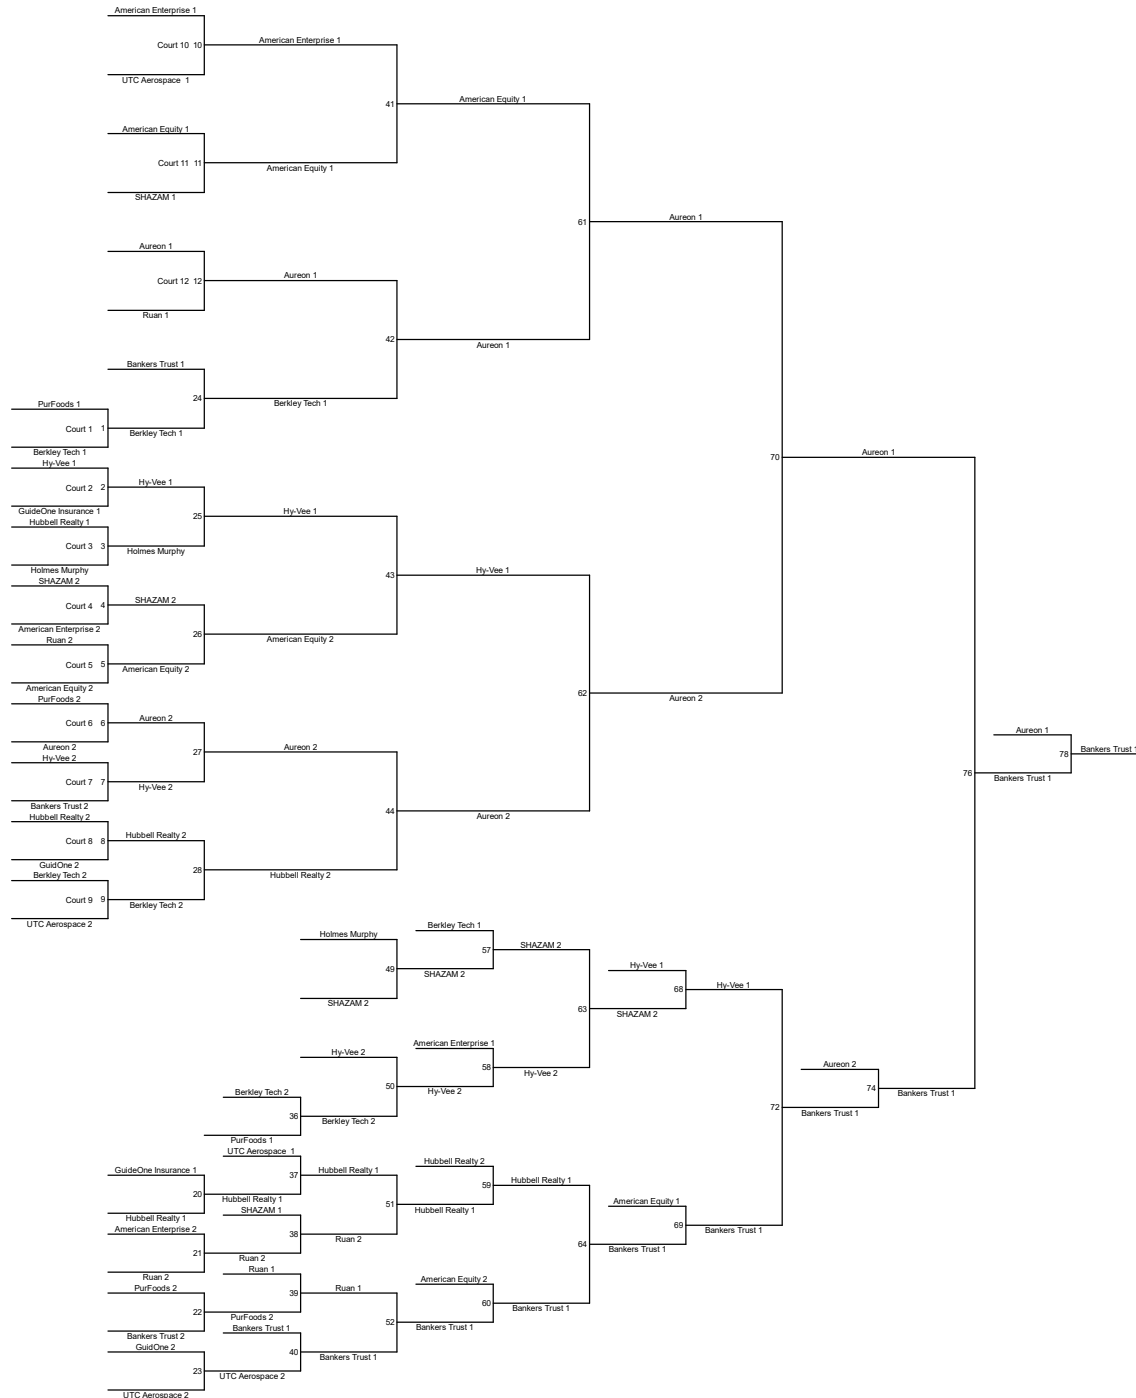 American Enterprise 1
Court 10 10
American Enterprise 1
UTC Aerospace 1
41
American Equity 1
American Equity 1
Court 11 11
American Equity 1
SHAZAM 1
61
Aureon 1
Aureon 1
Court 12 12
Aureon 1
Ruan 1
42
Aureon 1
Bankers Trust 1
24
Berkley Tech 1
PurFoods 1
Court 1 1
Berkley Tech 1
Berkley Tech 1
70
Aureon 1
Hy-Vee 1
Court 2 2
Hy-Vee 1
GuideOne Insurance 1
25
Hy-Vee 1
Hubbell Realty 1
Court 3 3
Holmes Murphy
Holmes Murphy
43
Hy-Vee 1
SHAZAM 2
Court 4 4
SHAZAM 2
American Enterprise 2
26
American Equity 2
Ruan 2
Court 5 5
American Equity 2
American Equity 2
62
Aureon 2
PurFoods 2
Court 6 6
Aureon 2
Aureon 2
27
Aureon 2
Hy-Vee 2
Court 7 7
Hy-Vee 2
Bankers Trust 2
44
Aureon 2
Hubbell Realty 2
Court 8 8
Hubbell Realty 2
GuidOne 2
28
Hubbell Realty 2
Berkley Tech 2
Court 9 9
Berkley Tech 2
UTC Aerospace 2
Aureon 1
78
Bankers Trust 1
76
Bankers Trust 1
Holmes Murphy
49
SHAZAM 2
SHAZAM 2
Berkley Tech 1
57
SHAZAM 2
63
SHAZAM 2
Hy-Vee 1
68
Hy-Vee 1
Hy-Vee 2
50
Hy-Vee 2
American Enterprise 1
58
Hy-Vee 2
Berkley Tech 2
36
Berkley Tech 2
PurFoods 1
72
Bankers Trust 1
Aureon 2
74
Bankers Trust 1
UTC Aerospace 1
37
Hubbell Realty 1
GuideOne Insurance 1
20
Hubbell Realty 1
Hubbell Realty 1
51
Hubbell Realty 1
Hubbell Realty 2
59
Hubbell Realty 1
SHAZAM 1
38
Ruan 2
American Enterprise 2
21
Ruan 2
Ruan 2
64
Bankers Trust 1
American Equity 1
69
Bankers Trust 1
Ruan 1
39
Ruan 1
PurFoods 2
22
PurFoods 2
Bankers Trust 2
52
Bankers Trust 1
American Equity 2
60
Bankers Trust 1
Bankers Trust 1
40
Bankers Trust 1
GuidOne 2
23
UTC Aerospace 2
UTC Aerospace 2